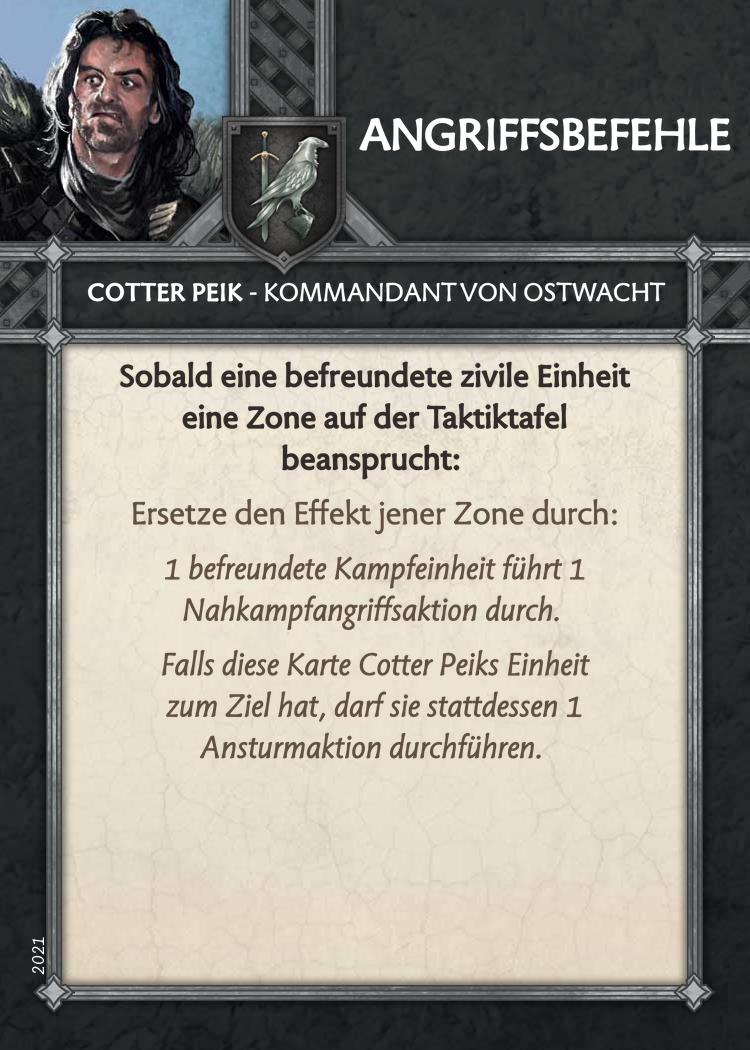 ANGRIFFSBEFEHLE
COTTER PEIK - KOMMANDANT VON OSTWACHT
Sobald eine befreundete zivile Einheit
eine Zone auf der Taktiktafel
beansprucht:
Ersetze den Effekt jener Zone durch:
1 befreundete Kampfeinheit führt 1
Nahkampfangriffsaktion durch.
Falls diese Karte Cotter Peiks Einheit
zum Ziel hat, darf sie stattdessen 1
Ansturmaktion durchführen.
2021